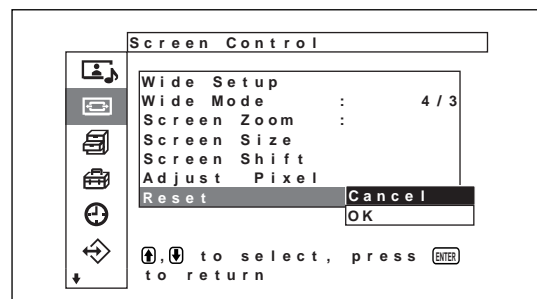 Screen Control
Wide Setup
Wide Mode : 4/3
Screen Zoom :
Screen Size
Screen Shift
Adjust Pixel
Reset Cancel
OK
, to select, press ENTER
to return